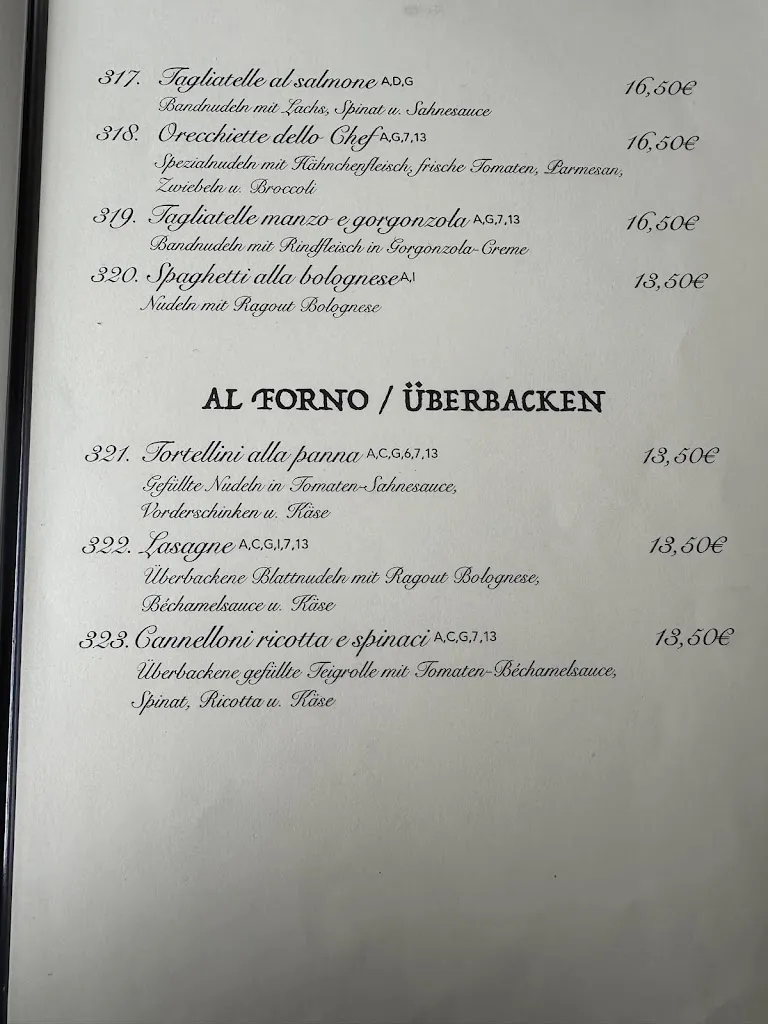 317. Tagliatelle al salmone A,D,G 16,50€
Bandnudeln mit Lachs, Spinat u. Sahnesauce
318. Orecchiette dello Chef A,G,7,13 16,50€
Spezialnudeln mit Hähnchenfleisch, frische Tomaten, Parmesan,
Zwiebeln u. Broccoli
319. Tagliatelle manzo e gorgonzola A,G,7,13 16,50€
Bandnudeln mit Rindfleisch in Gorgonzola-Creme
320. Spaghetti alla bolognese A,I 13,50€
Nudeln mit Ragout Bolognese
AL FORNO / ÜBERBACKEN
321. Tortellini alla panna A,C,G,6,7,13 13,50€
Gefüllte Nudeln in Tomaten-Sahnesauce,
Vorderschinken u. Käse
322. Lasagne A,C,G,I,7,13 13,50€
Überbackene Blattnudeln mit Ragout Bolognese,
Béchamelsauce u. Käse
323. Cannelloni ricotta e spinaci A,C,G,7,13 13,50€
Überbackene gefüllte Teigrolle mit Tomaten-Béchamelsauce,
Spinat, Ricotta u. Käse